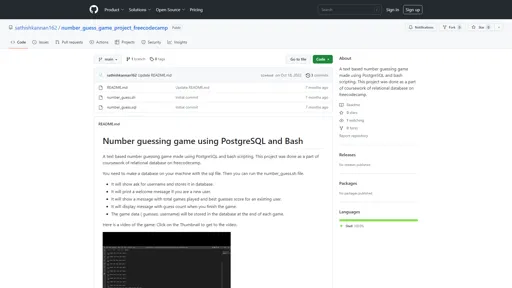 Product Solutions Open Source Pricing
Search Sign in Sign up
sathishkannan162 / number_guess_game_project_freecodecamp Public
Notifications Fork 0 Star 0
Code Issues Pull requests Actions Projects Security Insights
main 1 branch 0 tags Go to file Code
sathishkannan162 Update README.md on Oct 19, 2022 3 commits
README.md Update README.md 7 months ago
number_guess.sh Initial commit 7 months ago
number_guess.sql Initial commit 7 months ago
README.md
Number guessing game using PostgreSQL and Bash
A text based number guessing game made using PostgreSQL and bash scripting. This project was done as a part of
coursework of relational database on freecodecamp.
You need to make a database on your machine with the sql file. Then you can run the number_guess.sh file.
It will show ask for username and stores it in database.
It will print a welcome message if you are a new user.
It will show a message with total games played and best guesses score for an existing user.
It will display message with guess count when you finish the game.
The game data ( guesses, username) will be stored in the database at the end of each game.
Here is a video of the game: Click on the Thumbnail to get to the video.
About
A text based number guessing game
made using PostgreSQL and bash
scripting. This project was done as a part
of coursework of relational database on
freecodecamp.
Readme
0 stars
1 watching
0 forks
Report repository
Releases
No releases published
Packages
No packages published
Languages
Shell 100.0%